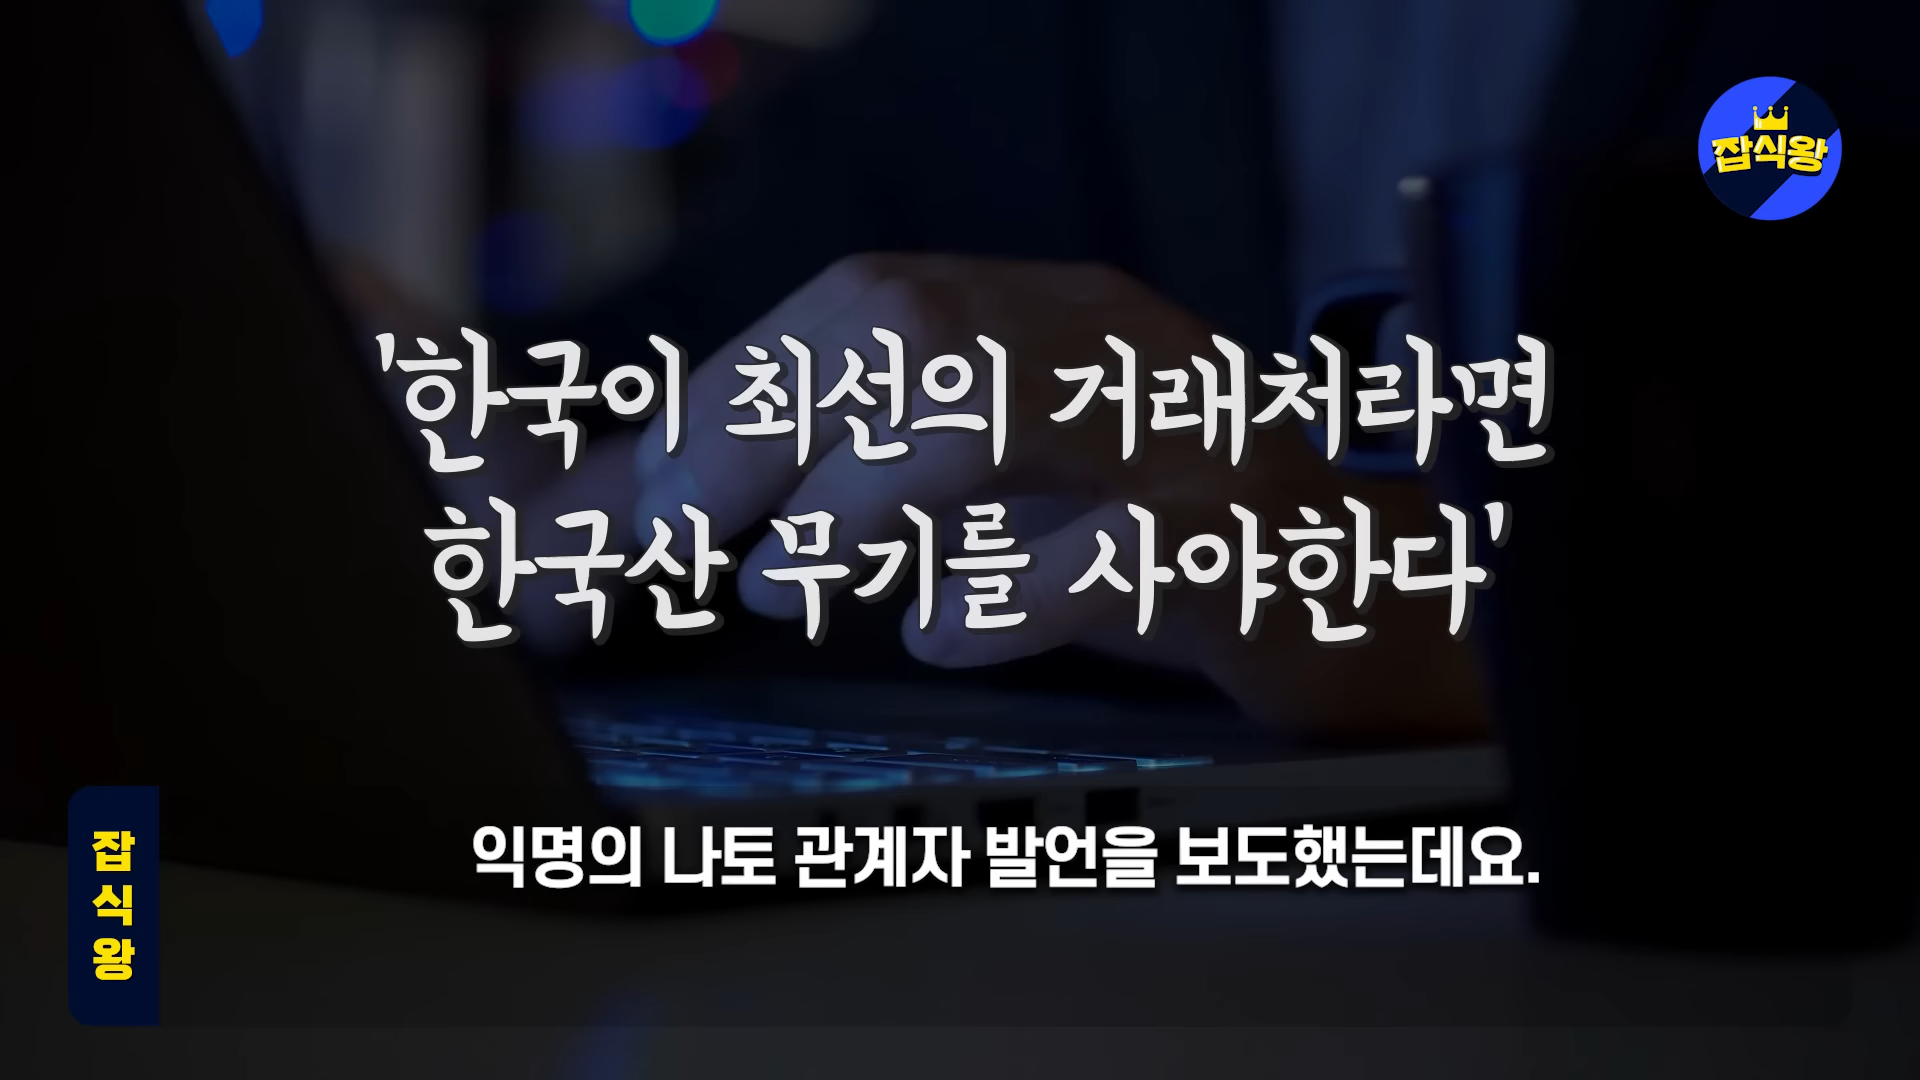 잡식왕
'한국이 최선의 거래처라면
한국산 무기를 사야한다'
잡식왕
익명의 나토 관계자 발언을 보도했는데요.